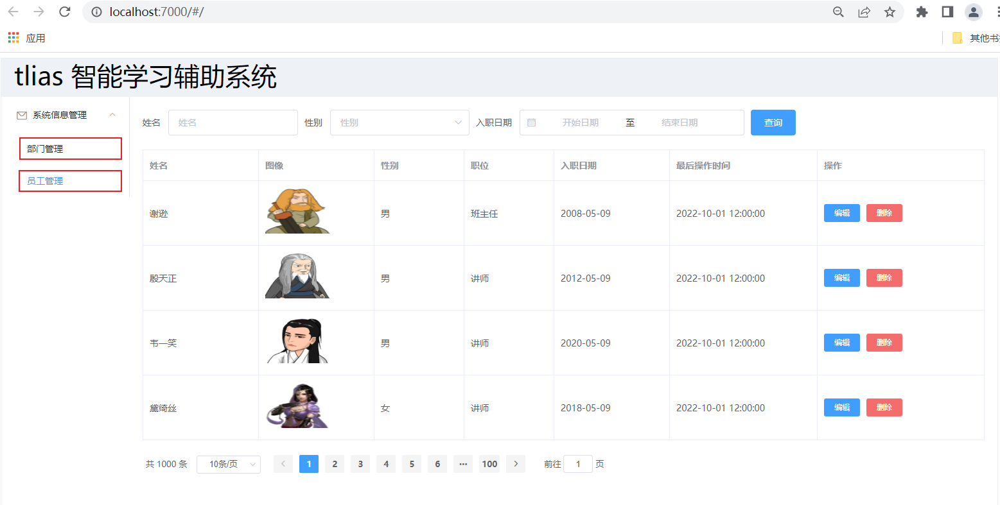 localhost:7000/#/
应用
其他书
tlias 智能学习辅助系统
系统信息管理
部门管理
员工管理
姓名 姓名 性别 性别 入职日期 开始日期 至 结束日期 查询
姓名 图像 性别 职位 入职日期 最后操作时间 操作
谢逊 男 班主任 2008-05-09 2022-10-01 12:00:00 编辑 删除
殷天正 男 讲师 2012-05-09 2022-10-01 12:00:00 编辑 删除
韦一笑 男 讲师 2020-05-09 2022-10-01 12:00:00 编辑 删除
黛绮丝 女 讲师 2018-05-09 2022-10-01 12:00:00 编辑 删除
共 1000 条 10条/页 1 2 3 4 5 6 ··· 100 前往 1 页